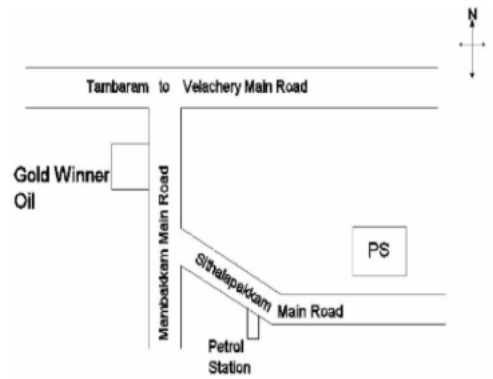 N
Tambaram to Velachery Main Road
Gold Winner
Oil
Mambakkam Main Road
PS
Sithalapakkam
Main Road
Petrol
Station